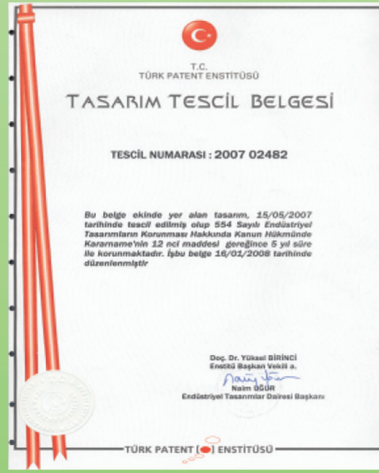 T.C.
TÜRK PATENT ENSTİTÜSÜ
TASARIM TESCİL BELGESİ
TESCİL NUMARASI : 2007 02482
Bu belge ekinde yer alan tasarım, 15/05/2007
tarihinde tescil edilmiş olup 554 Sayılı Endüstriyel
Tasarımların Korunması Hakkında Kanun Hükmünde
Kararname'nin 12 nci maddesi gereğince 5 yıl süre
ile korunmaktadır. İşbu belge 16/01/2008 tarihinde
düzenlenmiştir
Doç. Dr. Yüksel BİRİNCİ
Enstitü Başkan Vekili a.
Naim UĞUR
Endüstriyel Tasarımlar Dairesi Başkanı
TÜRK PATENT ENSTİTÜSÜ